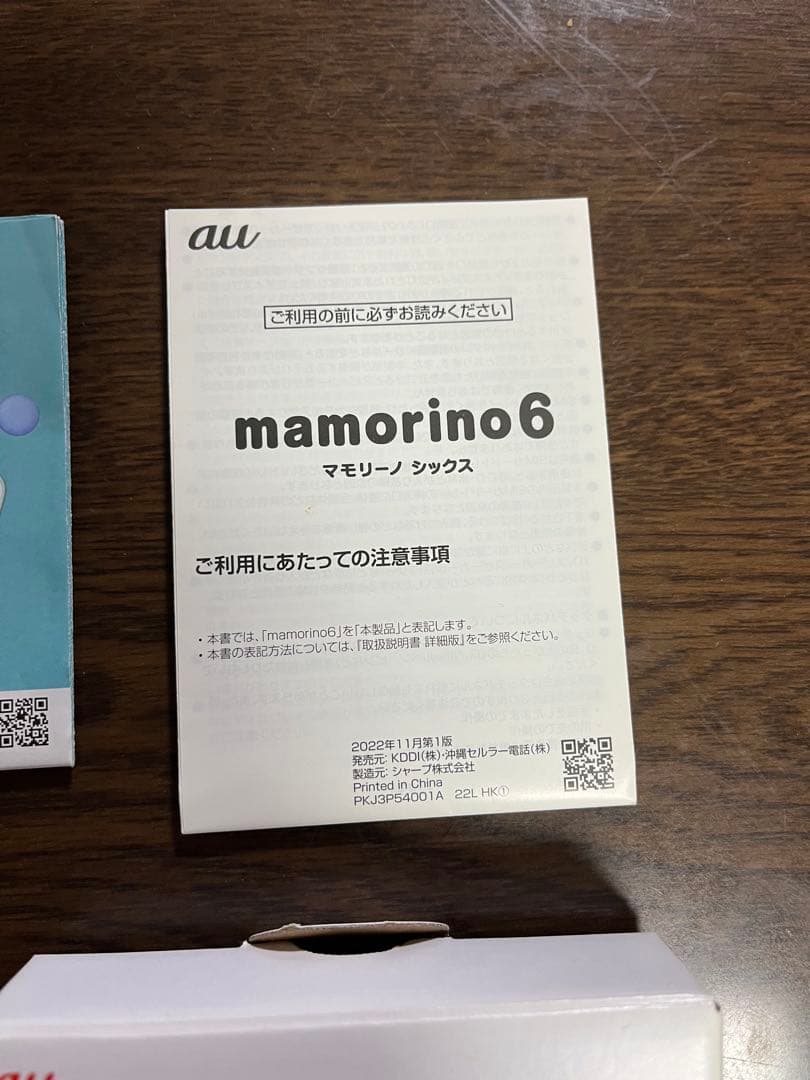 au
ご利用の前に必ずお読みください
mamorino6
マモリーノ シックス
ご利用にあたっての注意事項
・本書では、「mamorino6」を「本製品」と表記します。
・本書の表記方法については、『取扱説明書 詳細版』をご参照ください。
2022年11月第1版
発売元: KDDI(株)・沖縄セルラー電話(株)
製造元: シャープ株式会社
Printed in China
PKJ3P54001A 22L HK①
au